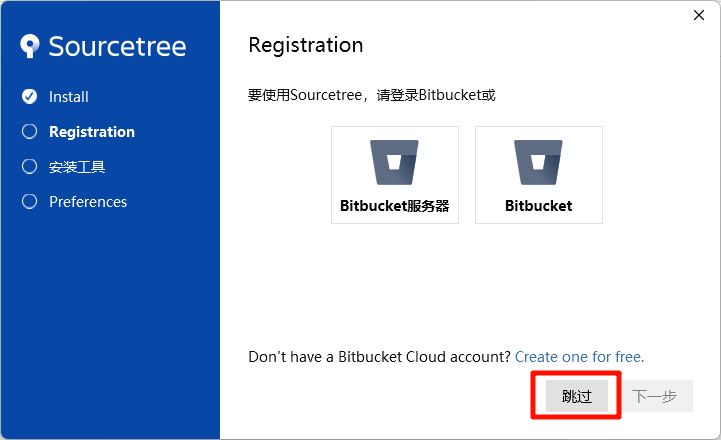 Sourcetree
Install
Registration
安装工具
Preferences
Registration
要使用Sourcetree，请登录Bitbucket或
Bitbucket服务器
Bitbucket
Don't have a Bitbucket Cloud account? Create one for free.
跳过
下一步